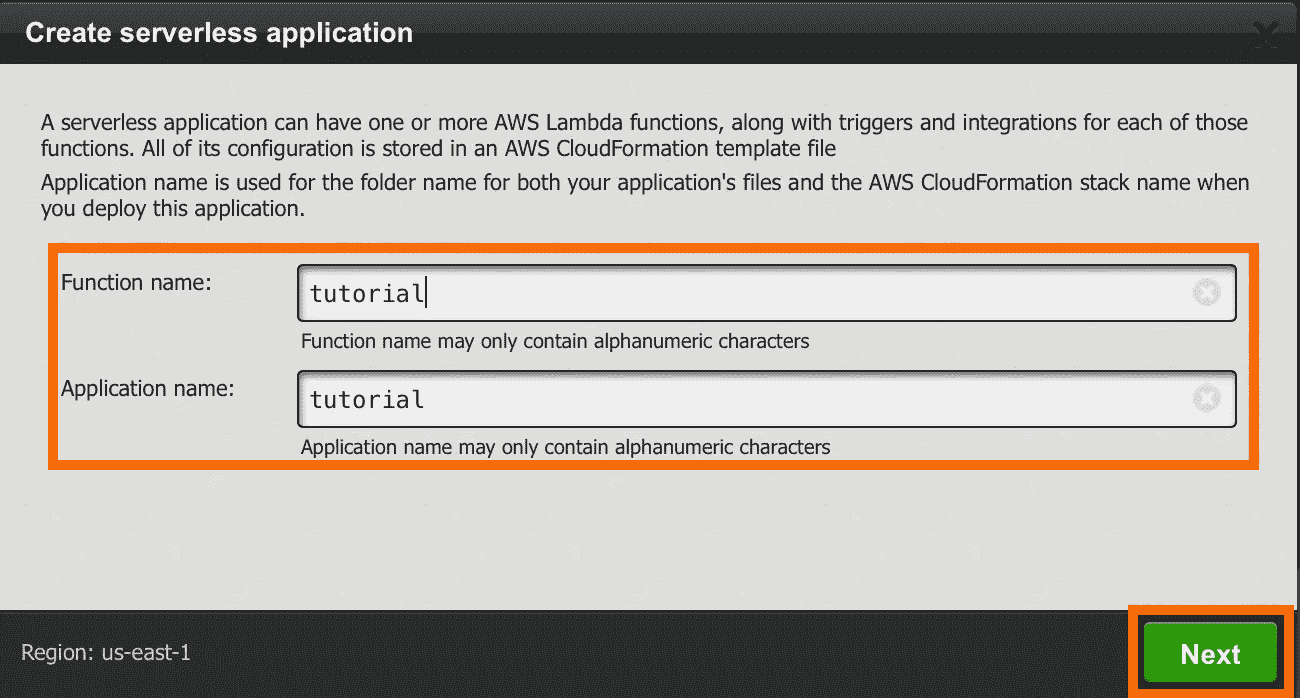 Create serverless application
A serverless application can have one or more AWS Lambda functions, along with triggers and integrations for each of those
functions. All of its configuration is stored in an AWS CloudFormation template file
Application name is used for the folder name for both your application's files and the AWS CloudFormation stack name when
you deploy this application.
Function name:
tutorial
Function name may only contain alphanumeric characters
Application name:
tutorial
Application name may only contain alphanumeric characters
Region: us-east-1
Next